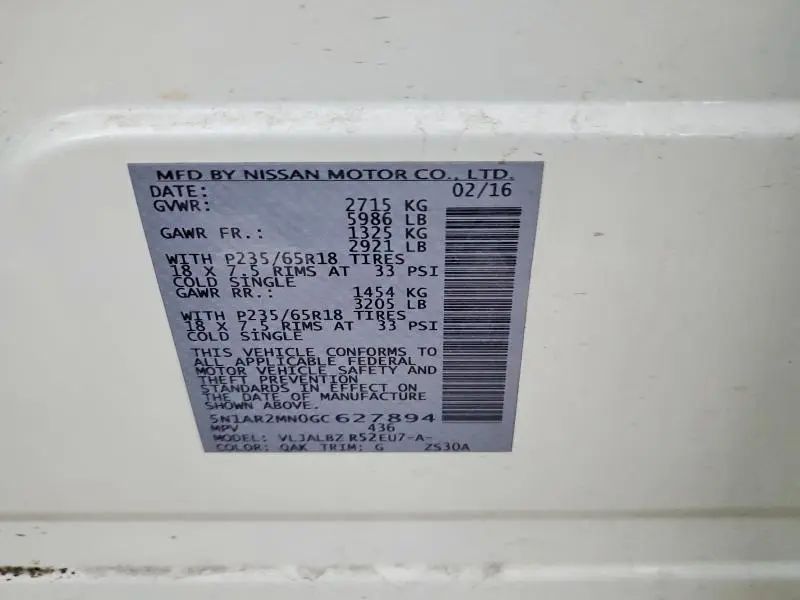 MFD BY NISSAN MOTOR CO., LTD.
DATE: 02/16
GVWR: 2715 KG
5986 LB
GAWR FR.: 1325 KG
2921 LB
WITH P235/65R18 TIRES
18 X 7.5 RIMS AT 33 PSI
COLD SINGLE
GAWR RR.: 1454 KG
3205 LB
WITH P235/65R18 TIRES
18 X 7.5 RIMS AT 33 PSI
COLD SINGLE
THIS VEHICLE CONFORMS TO
ALL APPLICABLE FEDERAL
MOTOR VEHICLE SAFETY AND
THEFT PREVENTION
STANDARDS IN EFFECT ON
THE DATE OF MANUFACTURE
SHOWN ABOVE.
5N1AR2MN0GC627894
MPV 436
MODEL: VLJALBZ R52EU7-A-
COLOR: QAK TRIM: G ZS30A